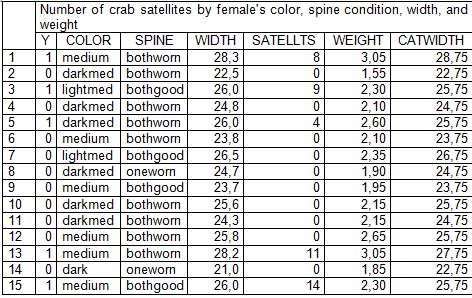 Number of crab satellites by female's color, spine condition, width, and
weight
Y COLOR SPINE WIDTH SATELLTS WEIGHT CATWIDTH
1 1 medium bothworn 28,3 8 3,05 28,75
2 0 darkmed bothworn 22,5 0 1,55 22,75
3 1 lightmed bothgood 26,0 9 2,30 25,75
4 0 darkmed bothworn 24,8 0 2,10 24,75
5 1 darkmed bothworn 26,0 4 2,60 25,75
6 0 medium bothworn 23,8 0 2,10 23,75
7 0 lightmed bothgood 26,5 0 2,35 26,75
8 0 darkmed oneworn 24,7 0 1,90 24,75
9 0 medium bothgood 23,7 0 1,95 23,75
10 0 darkmed bothworn 25,6 0 2,15 25,75
11 0 darkmed bothworn 24,3 0 2,15 24,75
12 0 medium bothworn 25,8 0 2,65 25,75
13 1 medium bothworn 28,2 11 3,05 27,75
14 0 dark oneworn 21,0 0 1,85 22,75
15 1 medium bothgood 26,0 14 2,30 25,75